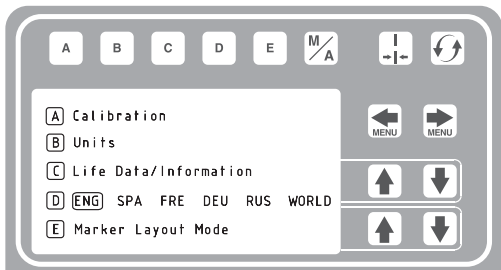 A B C D E M/A
A Calibration
MENU MENU
B Units
C Life Data/Information
D ENG SPA FRE DEU RUS WORLD
E Marker Layout Mode